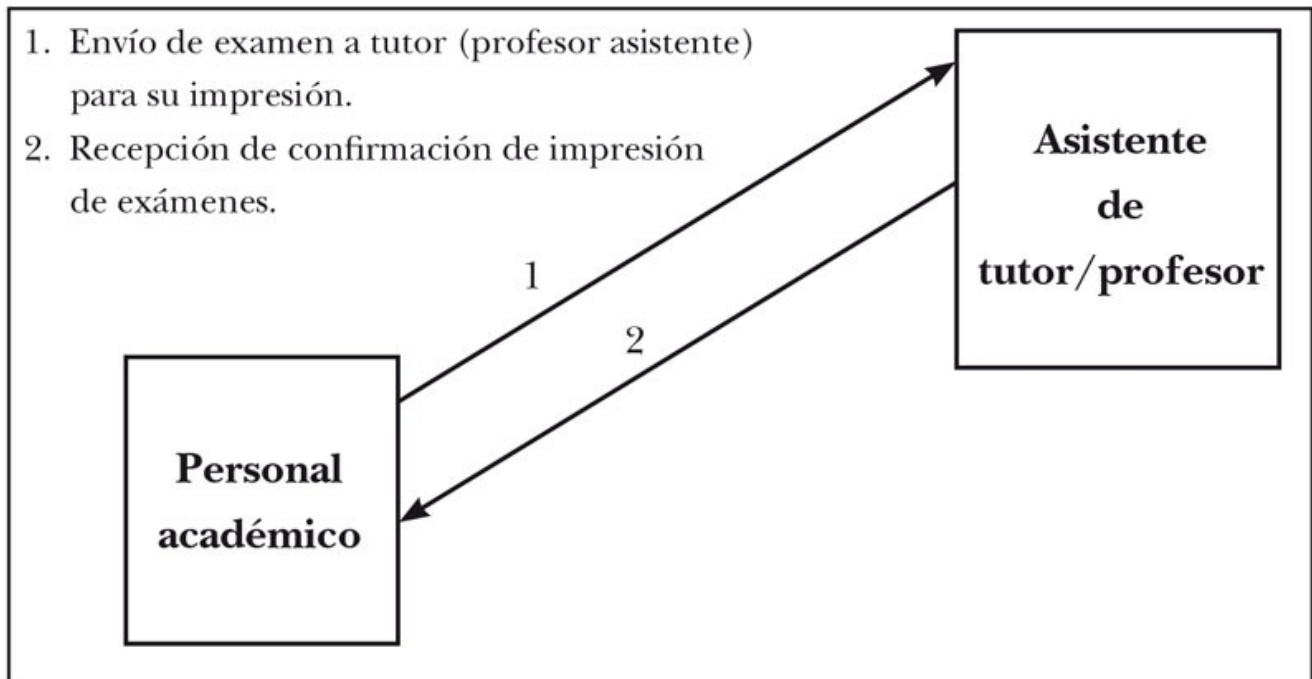 1. Envío de examen a tutor (profesor asistente)
para su impresión.
2. Recepción de confirmación de impresión
de exámenes.
Asistente
de
tutor/profesor
1
2
Personal
académico